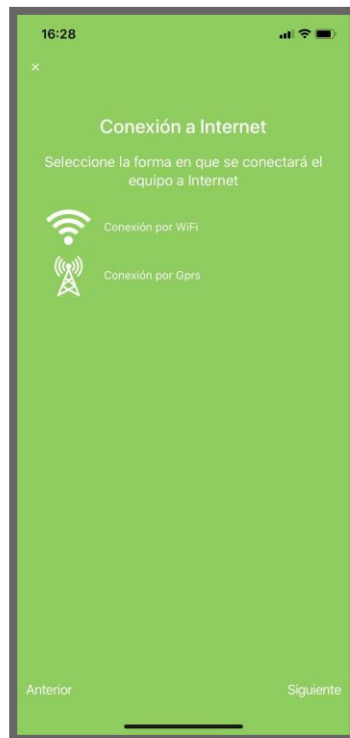 16:28
×
Conexión a Internet
Seleccione la forma en que se conectará el
equipo a Internet
Conexión por WiFi
Conexión por Gprs
Anterior Siguiente